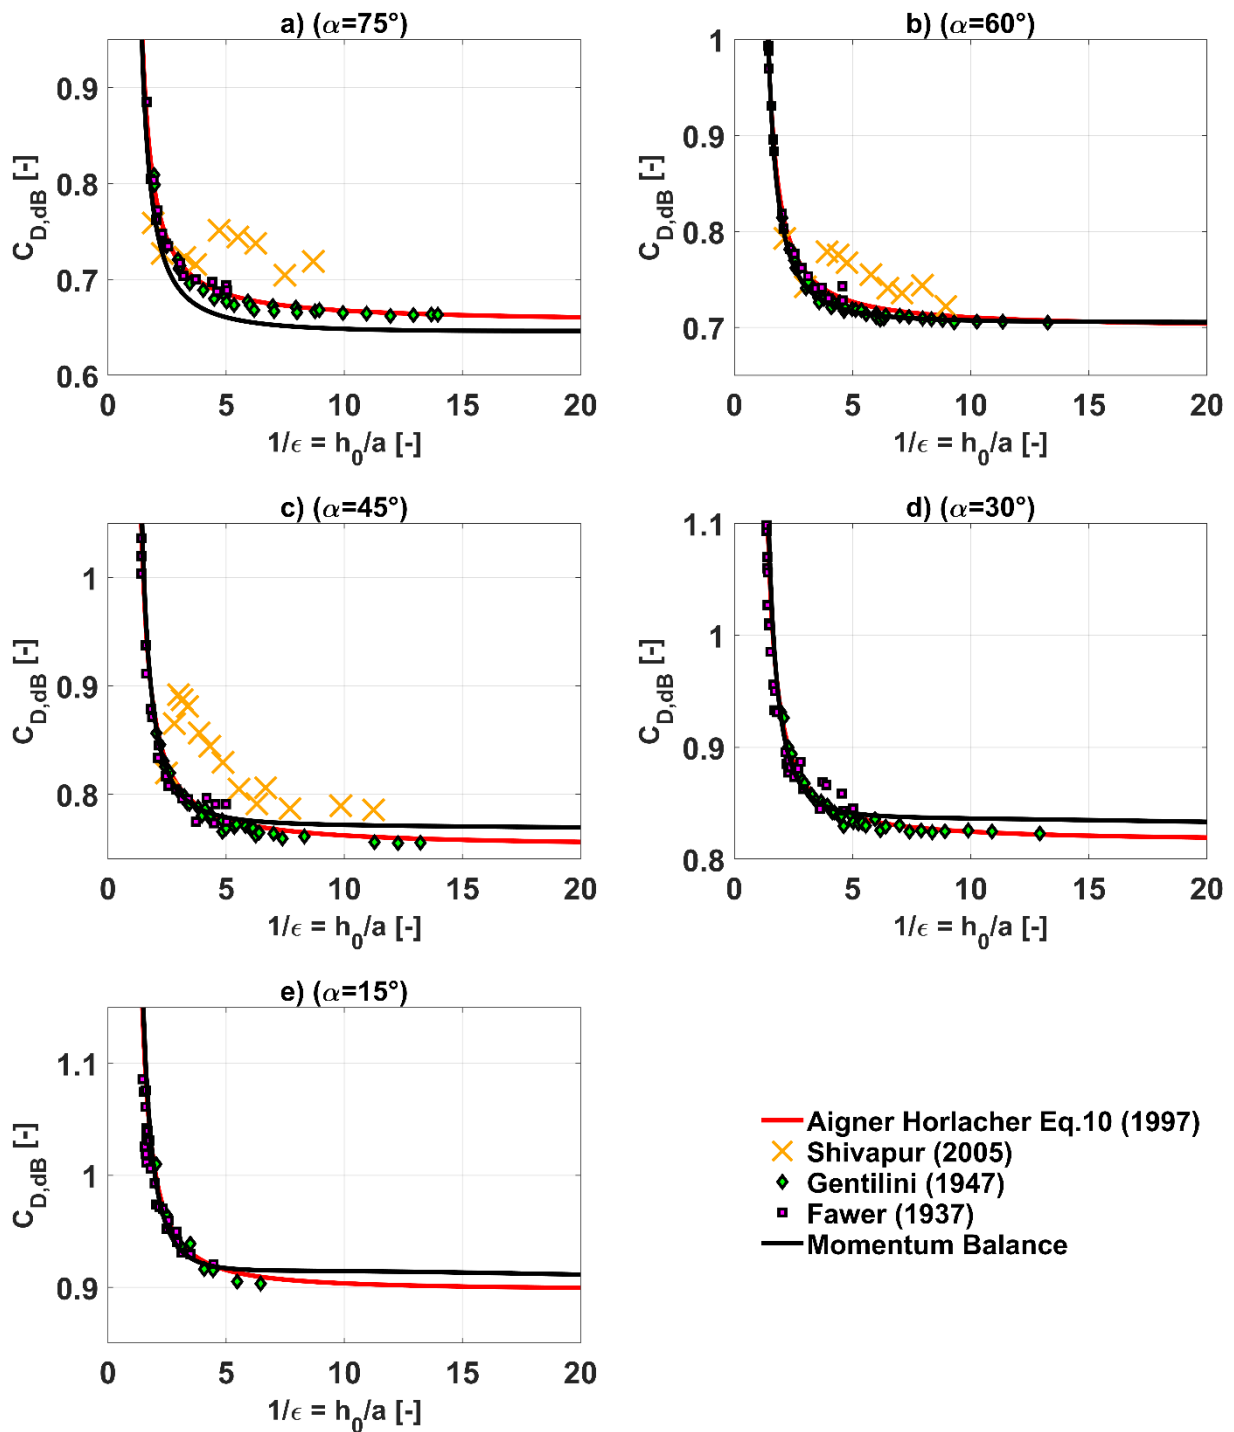 a) (α=75°)
C_D,dB [-]
0.9
0.8
0.7
0.6
0 5 10 15 20
1/ϵ = h_0/a [-]
b) (α=60°)
C_D,dB [-]
1
0.9
0.8
0.7
0 5 10 15 20
1/ϵ = h_0/a [-]
c) (α=45°)
C_D,dB [-]
1
0.9
0.8
0 5 10 15 20
1/ϵ = h_0/a [-]
d) (α=30°)
C_D,dB [-]
1.1
1
0.9
0.8
0 5 10 15 20
1/ϵ = h_0/a [-]
e) (α=15°)
C_D,dB [-]
1.1
1
0.9
0 5 10 15 20
1/ϵ = h_0/a [-]
Aigner Horlacher Eq.10 (1997)
Shivapur (2005)
Gentilini (1947)
Fawer (1937)
Momentum Balance